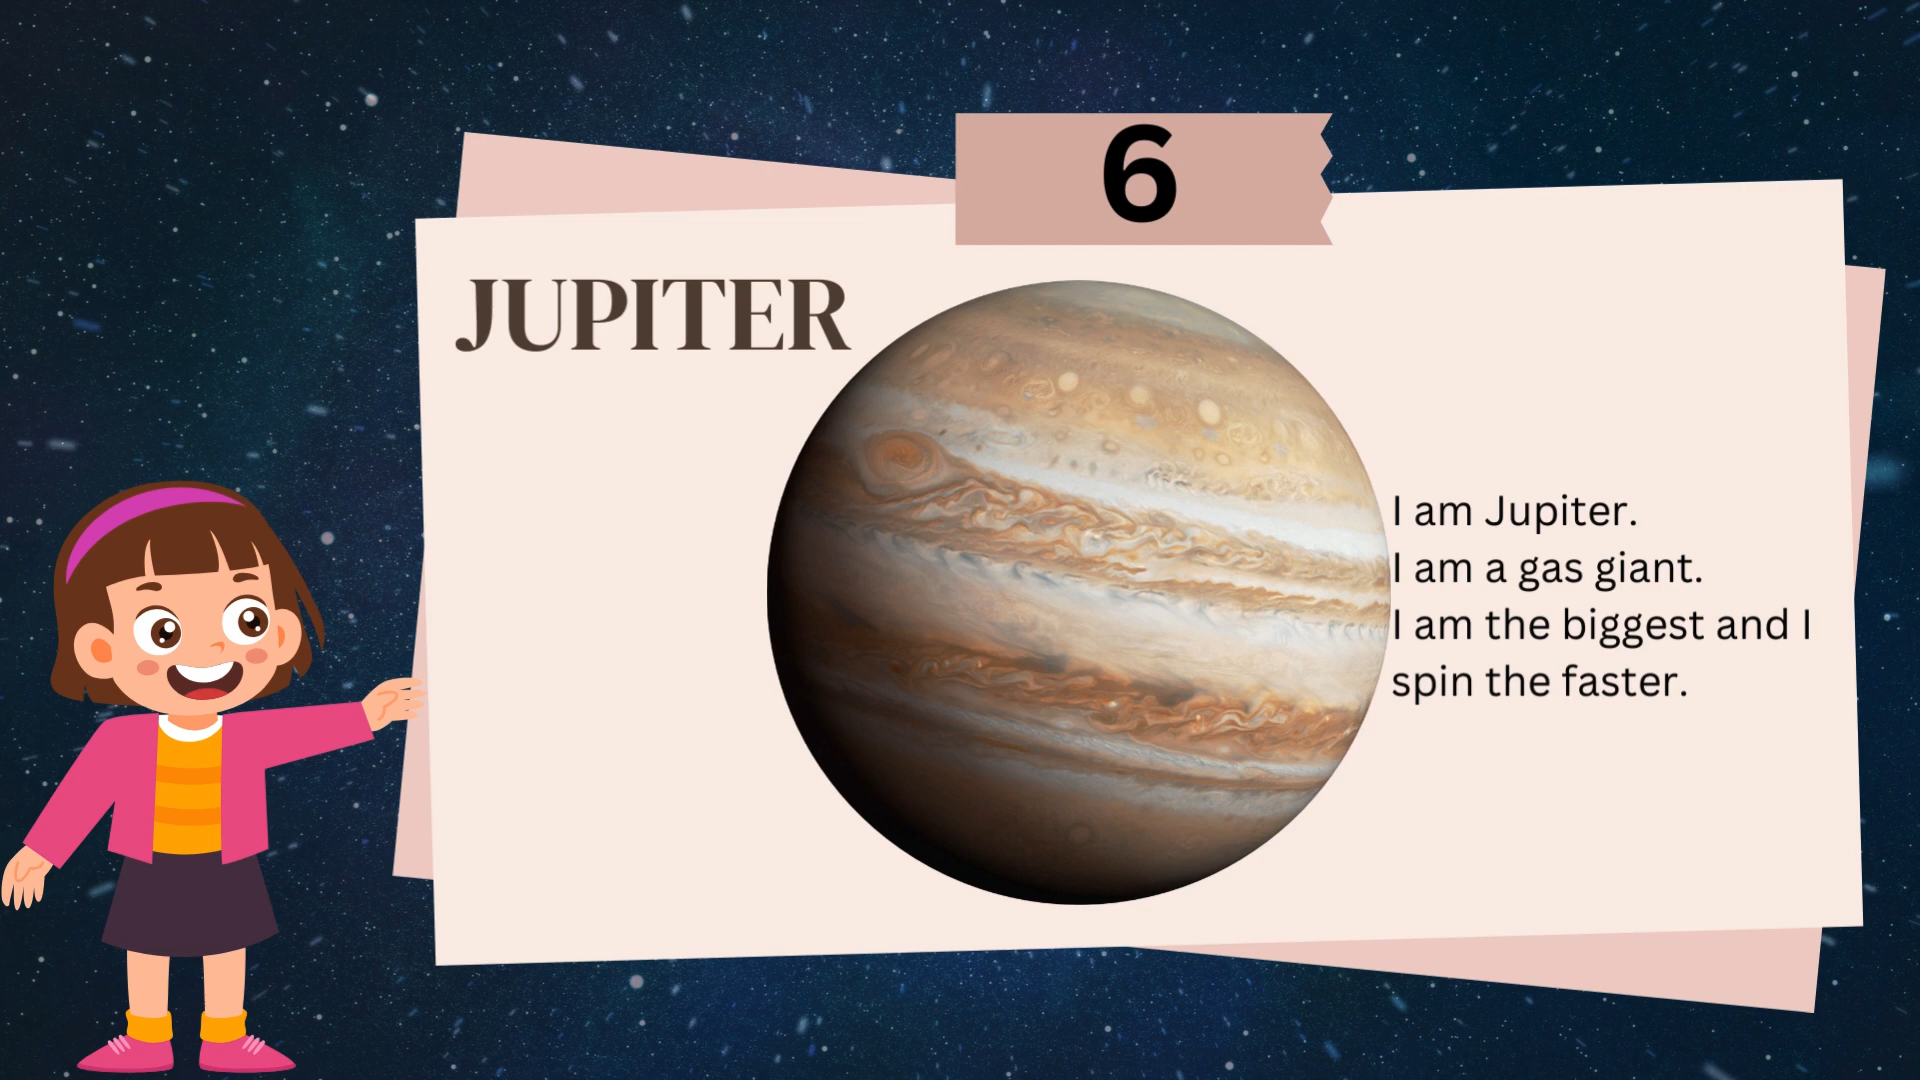 6
JUPITER
I am Jupiter.
I am a gas giant.
I am the biggest and I
spin the faster.